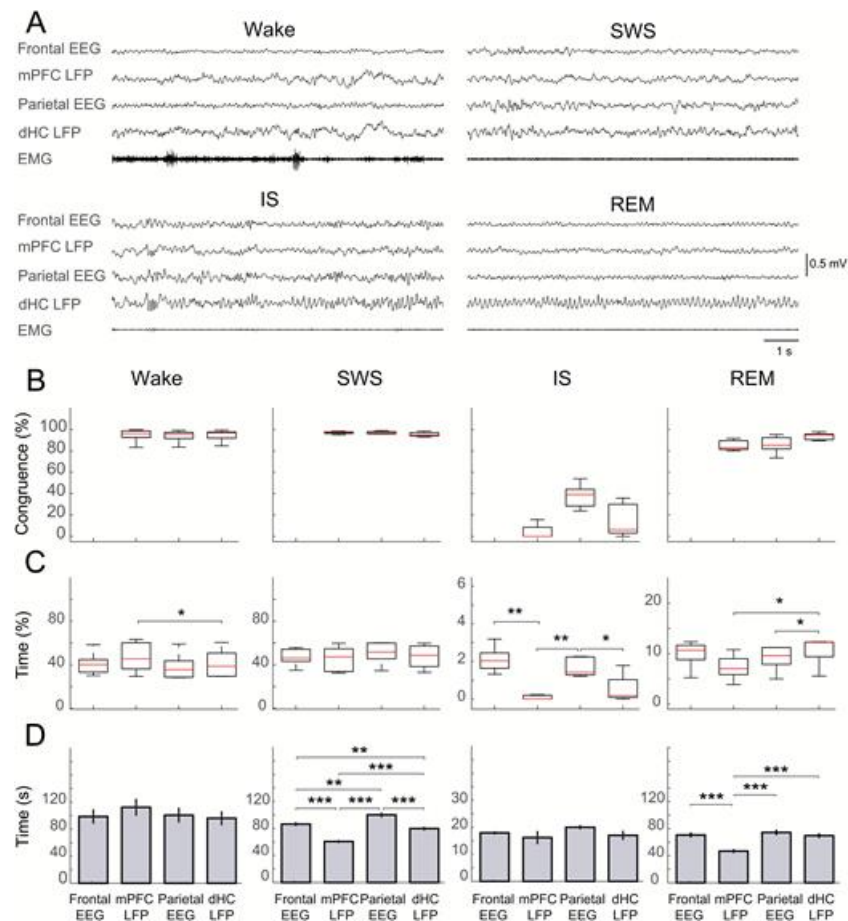 A
Wake SWS
Frontal EEG
mPFC LFP
Parietal EEG
dHC LFP
EMG
IS REM
Frontal EEG
mPFC LFP
Parietal EEG
dHC LFP
EMG
0.5 mV
1 s
B
Wake SWS IS REM
Congruence (%)
100
80
60
40
20
0
C
Time (%)
80
40
0
80
40
0
6
4
2
0
20
10
0
* ** ** * * *
D
Time (s)
120
80
40
0
120
80
40
0
30
20
10
0
120
80
40
0
** *** ** *** *** *** *** *** ***
Frontal EEG mPFC LFP Parietal EEG dHC LFP
Frontal EEG mPFC LFP Parietal EEG dHC LFP
Frontal EEG mPFC LFP Parietal EEG dHC LFP
Frontal EEG mPFC LFP Parietal EEG dHC LFP